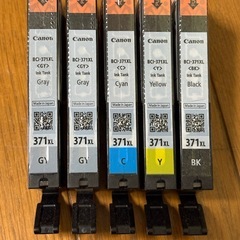 Canon
BCI-371XL
<GY>
Ink Tank
Gray
Made in Japan
371XL
GY
Canon
BCI-371XL
<GY>
Ink Tank
Gray
Made in Japan
371XL
GY
Canon
BCI-371XL
<C>
Ink Tank
Cyan
Made in Japan
371XL
C
Canon
BCI-371XL
<Y>
Ink Tank
Yellow
Made in Japan
371XL
Y
Canon
BCI-371XL
<BK>
Ink Tank
Black
Made in Japan
371XL
BK